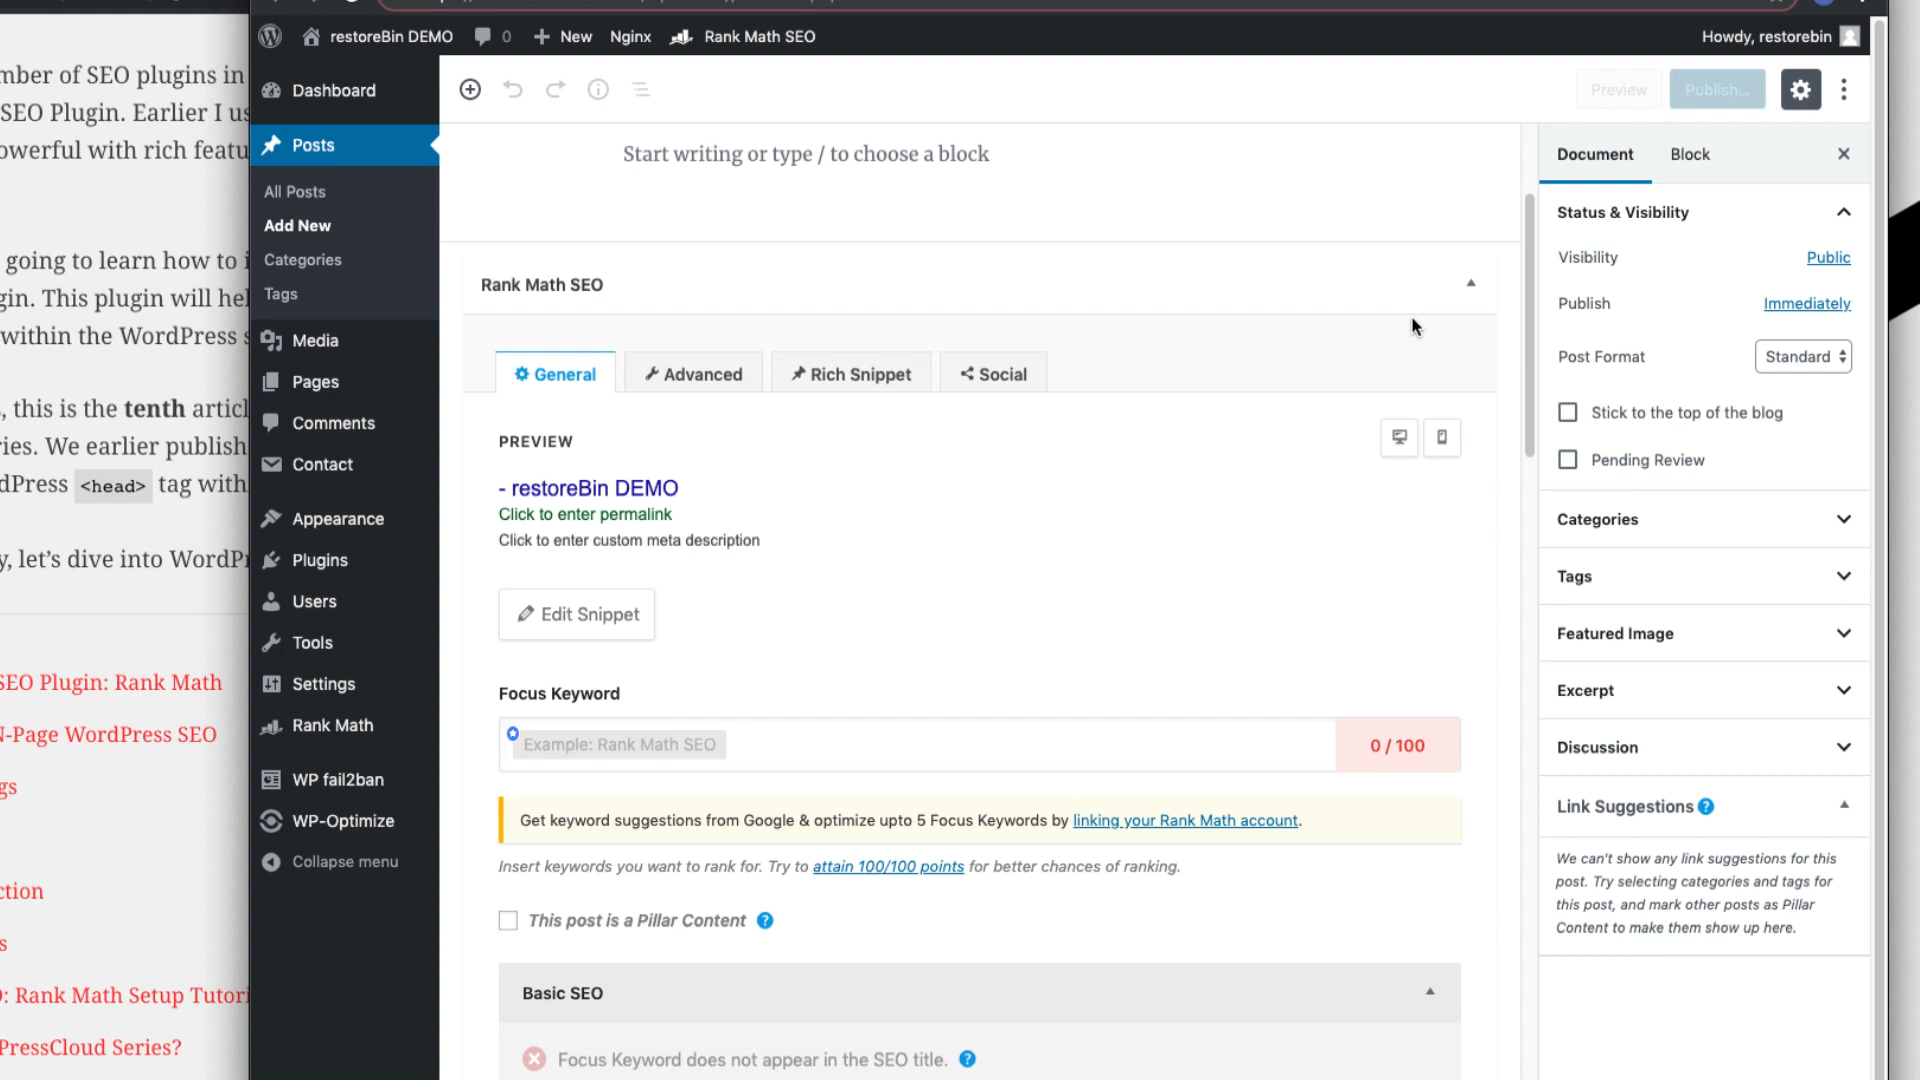 mber of SEO plugins in
SEO Plugin. Earlier I us
owerful with rich featu
going to learn how to i
gin. This plugin will hel
within the WordPress s
, this is the tenth articl
ries. We earlier publish
dPress <head> tag with
y, let's dive into WordPr
SEO Plugin: Rank Math
N-Page WordPress SEO
gs
ction
s
O: Rank Math Setup Tutori
PressCloud Series?
restoreBin DEMO 0 New Nginx Rank Math SEO Howdy, restorebin
Dashboard
Posts
All Posts
Add New
Categories
Tags
Media
Pages
Comments
Contact
Appearance
Plugins
Users
Tools
Settings
Rank Math
WP fail2ban
WP-Optimize
Collapse menu
Preview Publish...
Start writing or type / to choose a block
Rank Math SEO
General Advanced Rich Snippet Social
PREVIEW
- restoreBin DEMO
Click to enter permalink
Click to enter custom meta description
Edit Snippet
Focus Keyword
Example: Rank Math SEO 0 / 100
Get keyword suggestions from Google & optimize upto 5 Focus Keywords by linking your Rank Math account.
Insert keywords you want to rank for. Try to attain 100/100 points for better chances of ranking.
This post is a Pillar Content ?
Basic SEO
Focus Keyword does not appear in the SEO title. ?
Document Block
Status & Visibility
Visibility Public
Publish Immediately
Post Format Standard
Stick to the top of the blog
Pending Review
Categories
Tags
Featured Image
Excerpt
Discussion
Link Suggestions ?
We can't show any link suggestions for this
post. Try selecting categories and tags for
this post, and mark other posts as Pillar
Content to make them show up here.